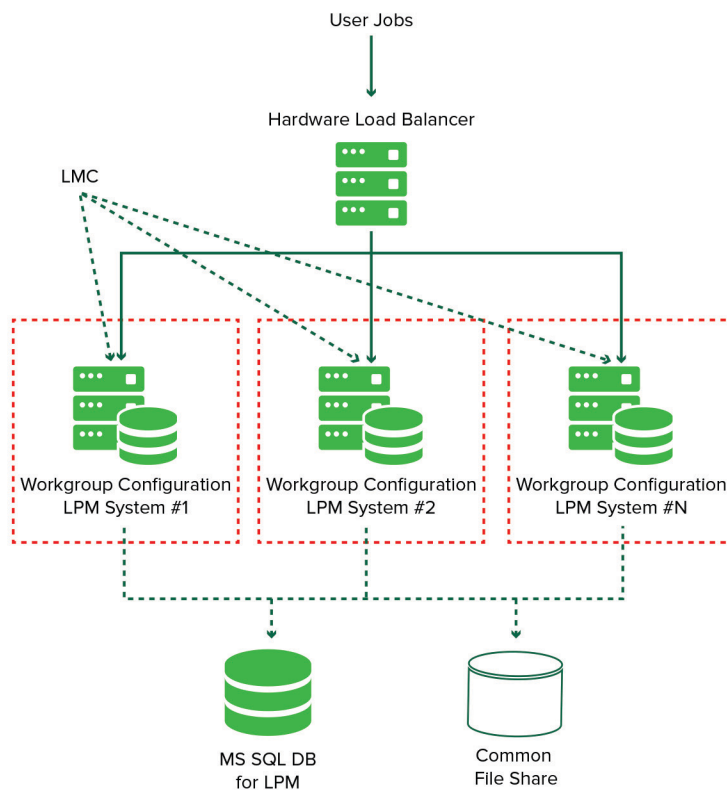 User Jobs
Hardware Load Balancer
LMC
Workgroup Configuration
LPM System #1
Workgroup Configuration
LPM System #2
Workgroup Configuration
LPM System #N
MS SQL DB
for LPM
Common
File Share